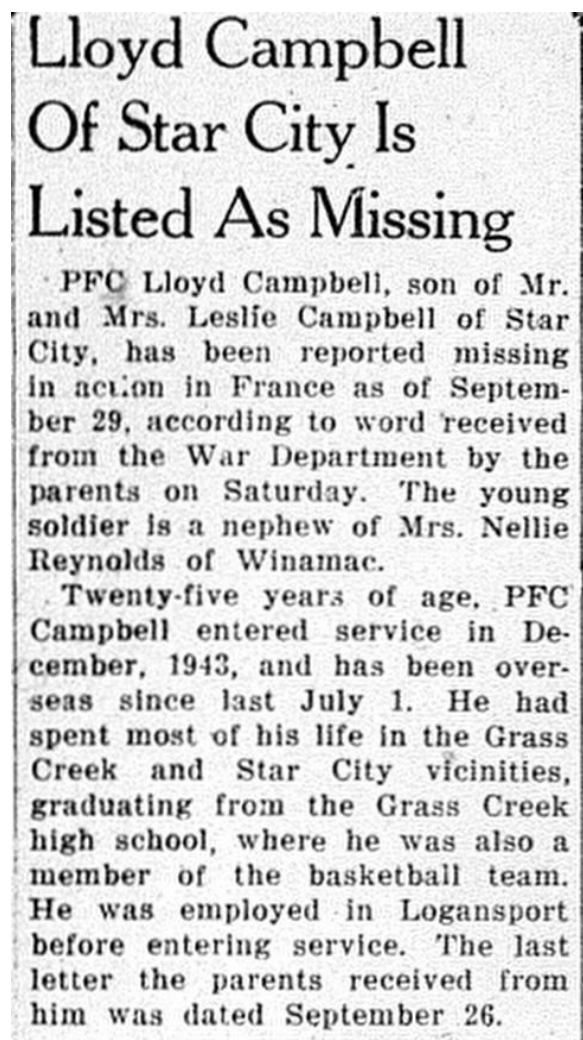 Lloyd Campbell
Of Star City Is
Listed As Missing
PFC Lloyd Campbell, son of Mr.
and Mrs. Leslie Campbell of Star
City, has been reported missing
in action in France as of Septem-
ber 29, according to word received
from the War Department by the
parents on Saturday. The young
soldier is a nephew of Mrs. Nellie
Reynolds of Winamac.
Twenty-five years of age, PFC
Campbell entered service in De-
cember, 1943, and has been over-
seas since last July 1. He had
spent most of his life in the Grass
Creek and Star City vicinities,
graduating from the Grass Creek
high school, where he was also a
member of the basketball team.
He was employed in Logansport
before entering service. The last
letter the parents received from
him was dated September 26.